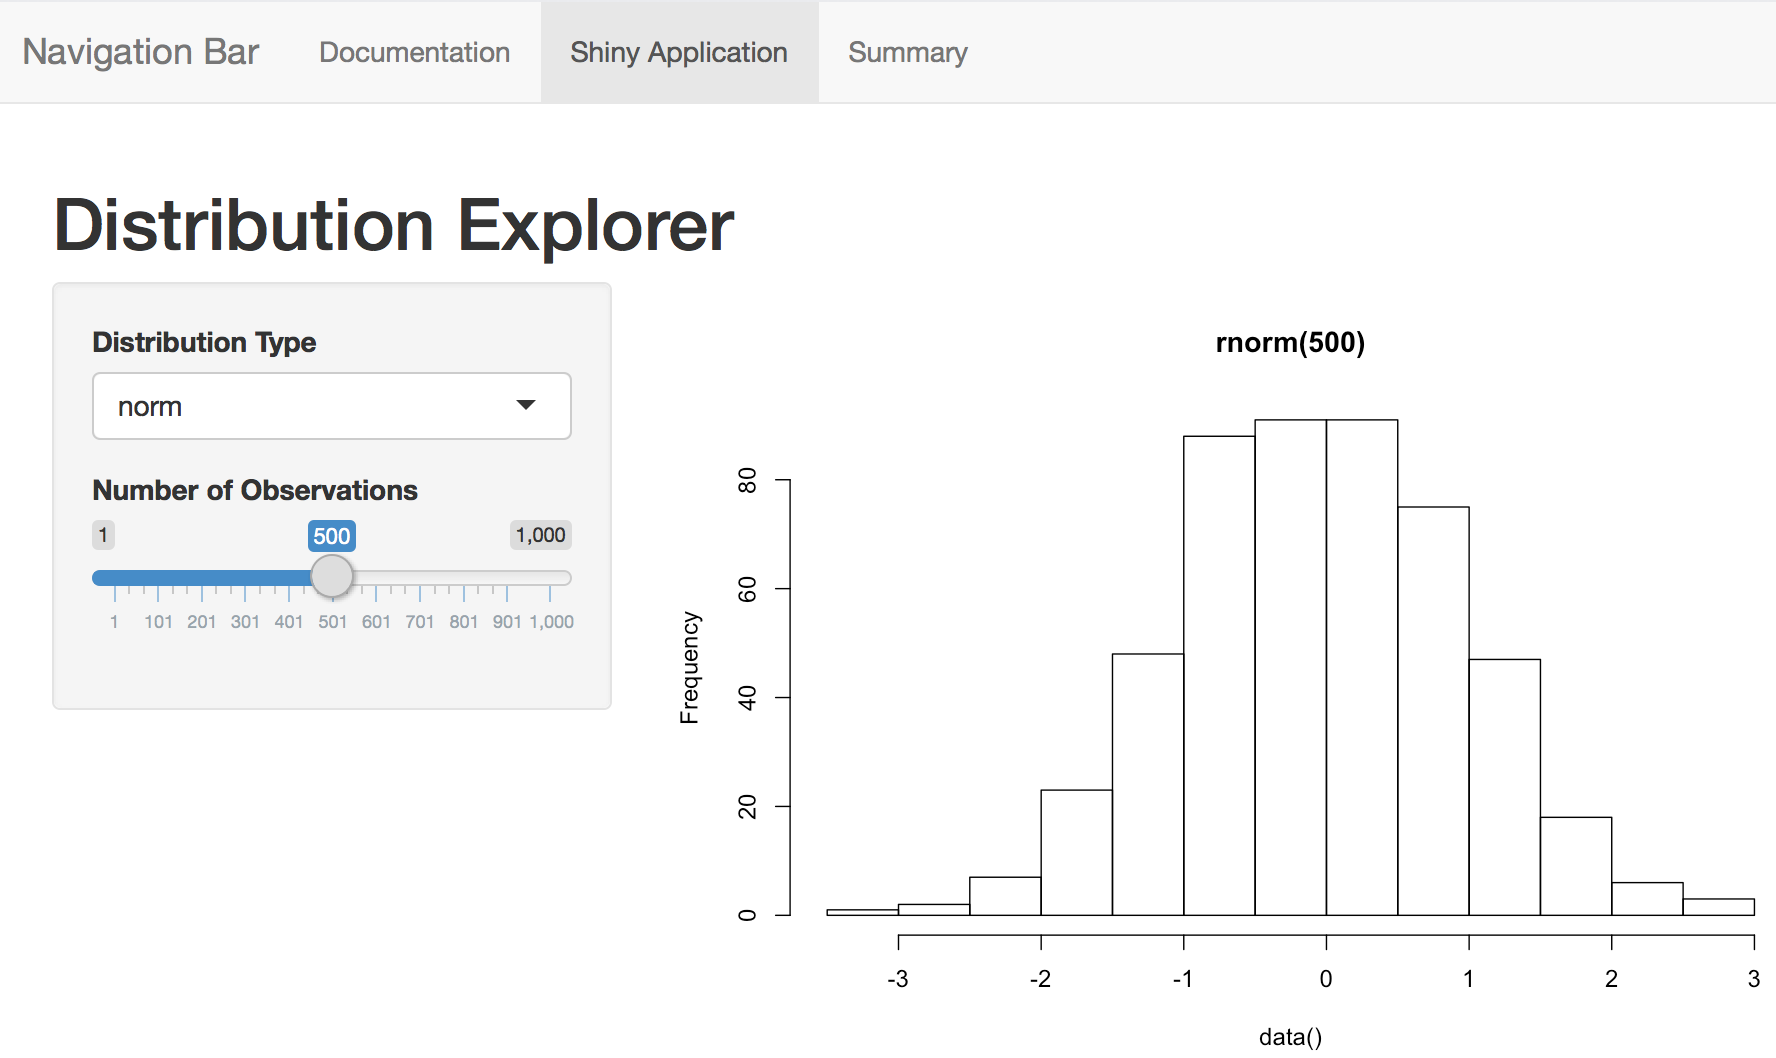 Navigation Bar Documentation Shiny Application Summary
Distribution Explorer
Distribution Type
norm
Number of Observations
1 500 1,000
1 101 201 301 401 501 601 701 801 901 1,000
rnorm(500)
Frequency
80
60
40
20
0
-3 -2 -1 0 1 2 3
data()